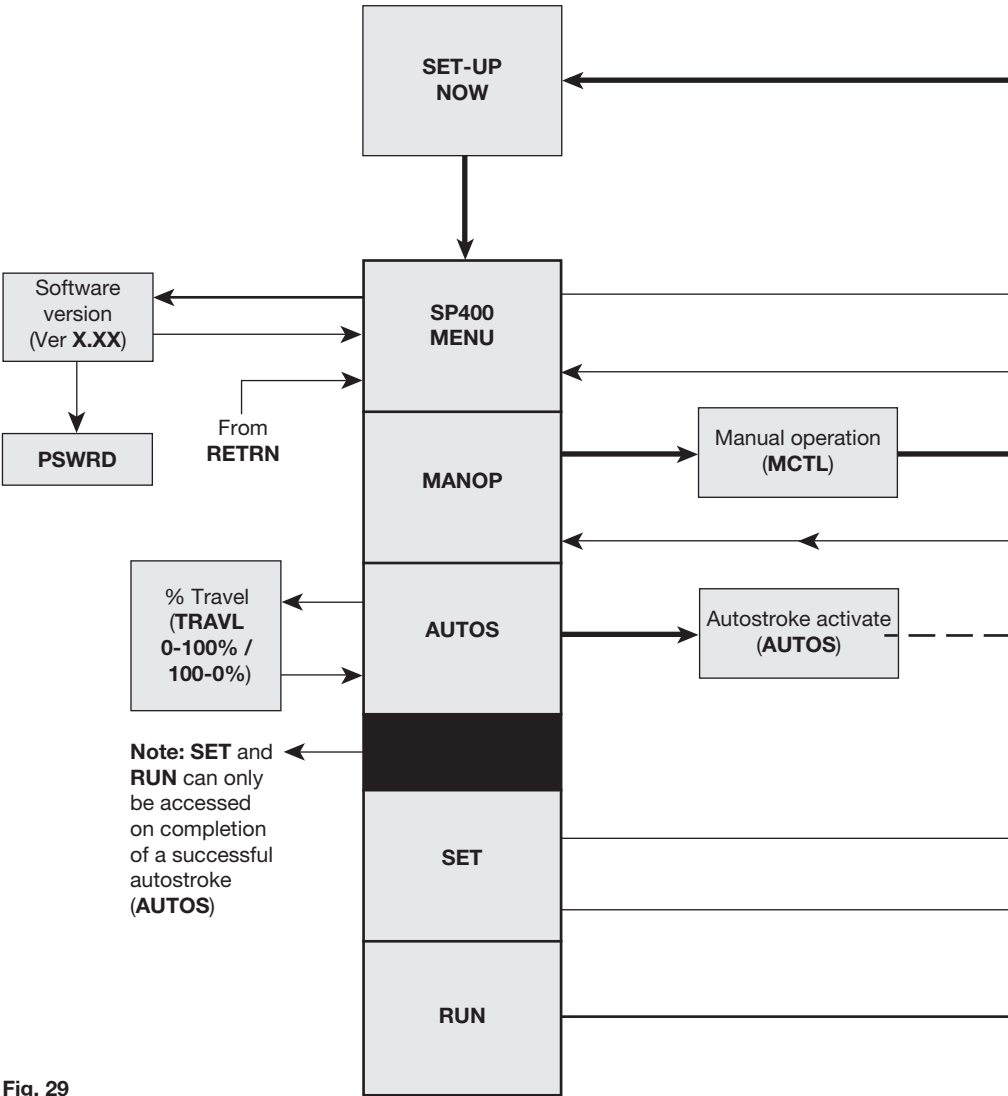 SET-UP
NOW
Software
version
(Ver X.XX)
SP400
MENU
From
RETRN
PSWRD
MANOP
Manual operation
(MCTL)
% Travel
(TRAVL
0-100% /
100-0%)
AUTOS
Autostroke activate
(AUTOS)
Note: SET and
RUN can only
be accessed
on completion
of a successful
autostroke
(AUTOS)
SET
RUN
Fig. 29